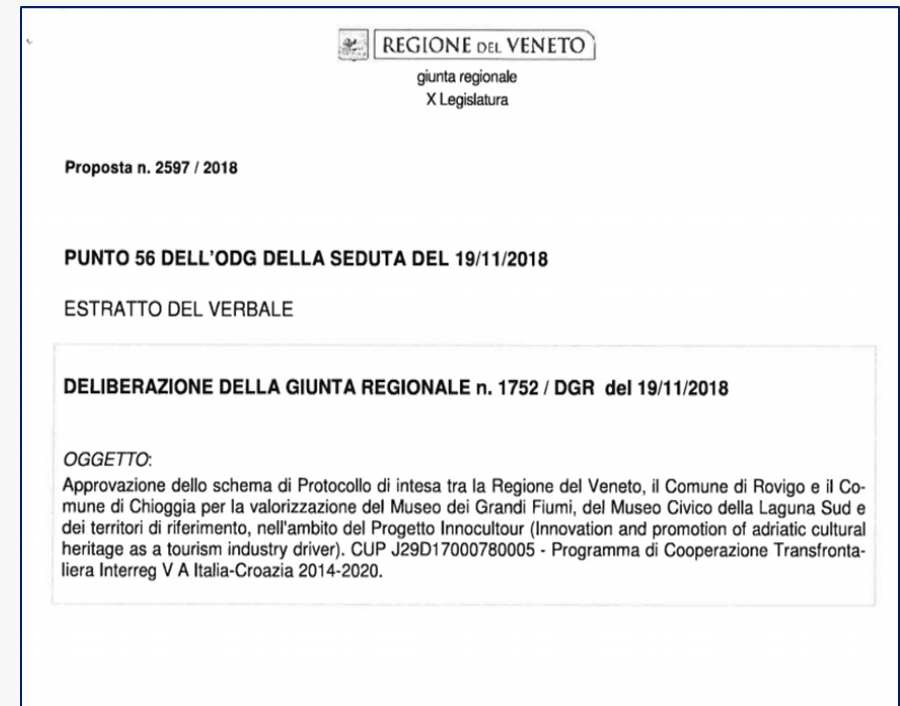 REGIONE DEL VENETO
giunta regionale
X Legislatura
Proposta n. 2597 / 2018
PUNTO 56 DELL'ODG DELLA SEDUTA DEL 19/11/2018
ESTRATTO DEL VERBALE
DELIBERAZIONE DELLA GIUNTA REGIONALE n. 1752 / DGR del 19/11/2018
OGGETTO:
Approvazione dello schema di Protocollo di intesa tra la Regione del Veneto, il Comune di Rovigo e il Co-
mune di Chioggia per la valorizzazione del Museo dei Grandi Fiumi, del Museo Civico della Laguna Sud e
dei territori di riferimento, nell'ambito del Progetto Innocultour (Innovation and promotion of adriatic cultural
heritage as a tourism industry driver). CUP J29D17000780005 - Programma di Cooperazione Transfronta-
liera Interreg V A Italia-Croazia 2014-2020.